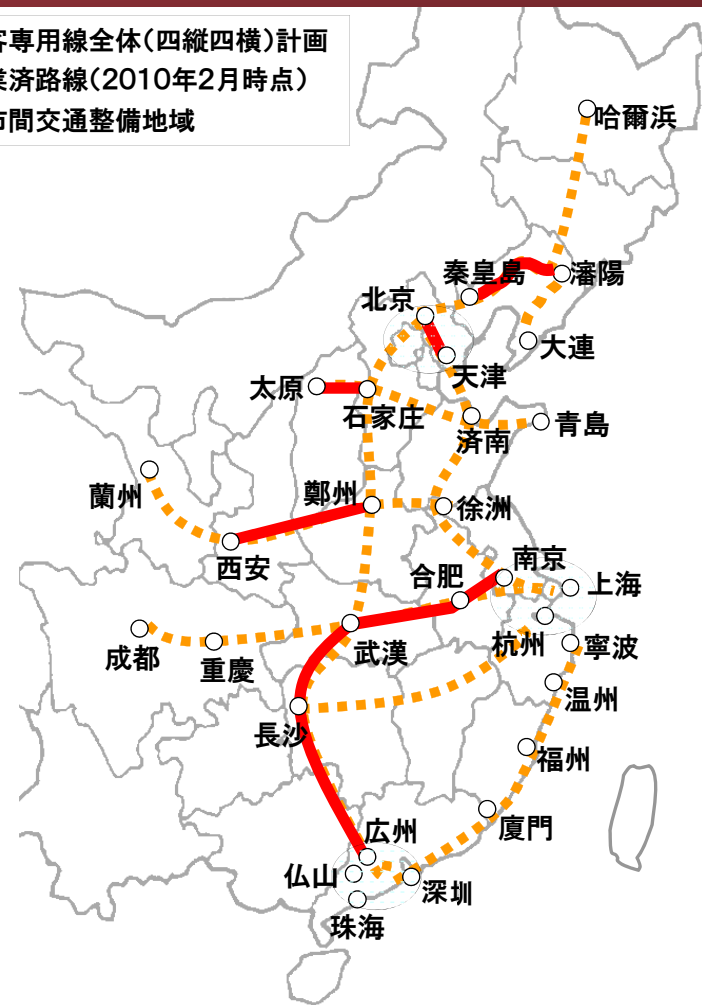 客専用線全体(四縦四横)計画
業済路線(2010年2月時点)
市間交通整備地域
哈爾浜
秦皇島
瀋陽
北京
大連
天津
太原
石家庄
済南
青島
蘭州
鄭州
徐洲
西安
南京
合肥
上海
成都
重慶
武漢
杭州
寧波
温州
長沙
福州
広州
廈門
仏山
深圳
珠海